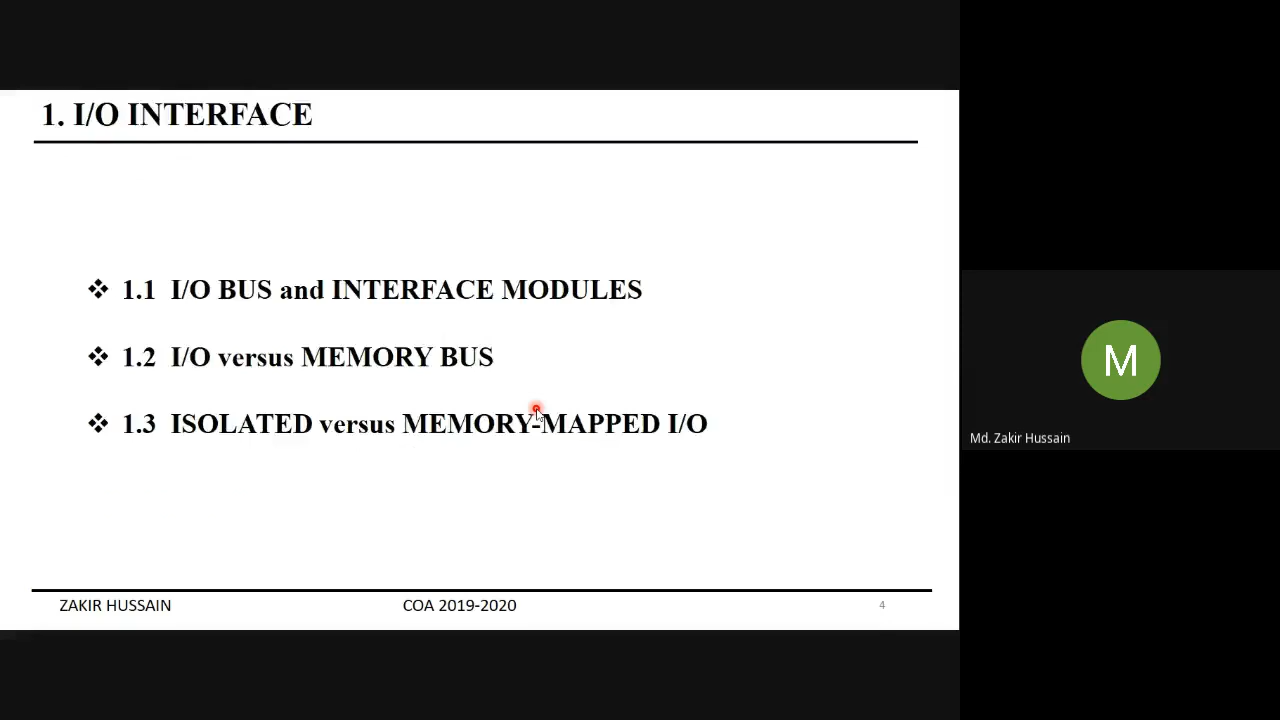 1. I/O INTERFACE
❖ 1.1 I/O BUS and INTERFACE MODULES
❖ 1.2 I/O versus MEMORY BUS
❖ 1.3 ISOLATED versus MEMORY-MAPPED I/O
ZAKIR HUSSAIN COA 2019-2020 4
M
Md. Zakir Hussain